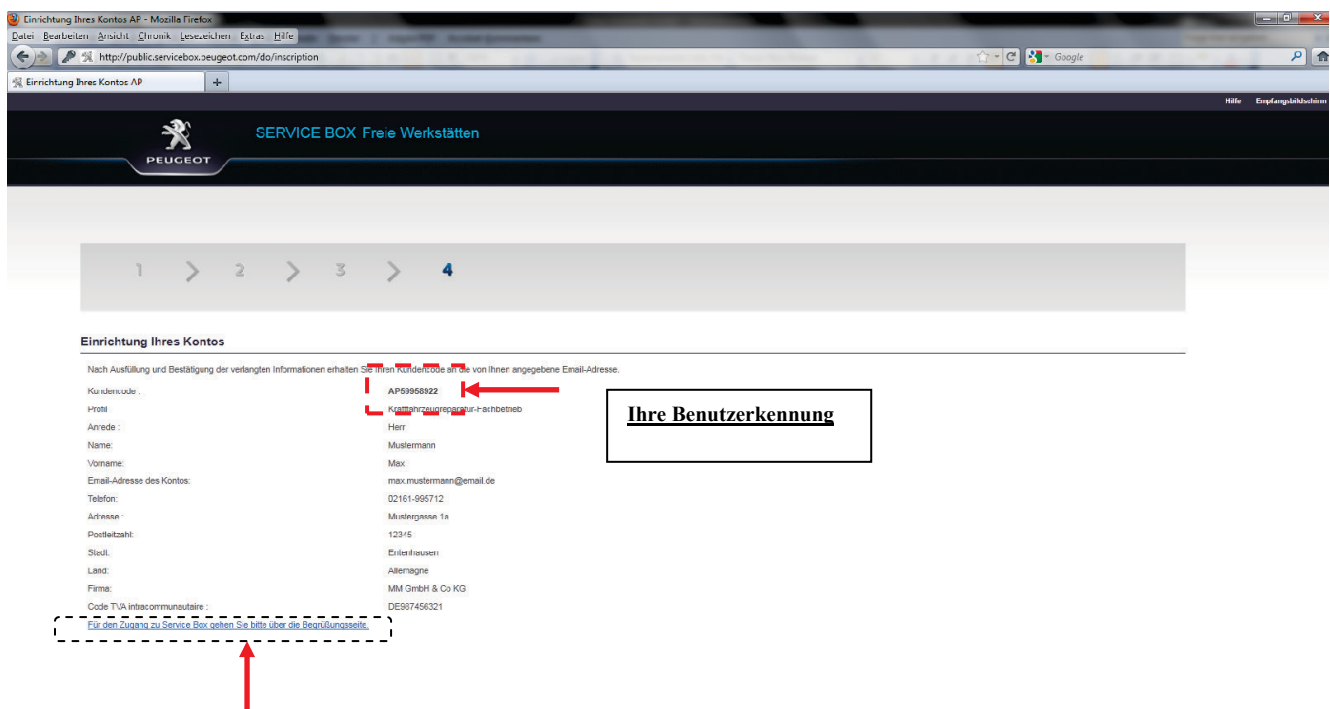 Einrichtung Ihres Kontos AP - Mozilla Firefox
Datei Bearbeiten Ansicht Chronik Lesezeichen Extras Hilfe
http://public.servicebox.peugeot.com/do/inscription
Google
Einrichtung Ihres Kontos AP
Hilfe Empfangsbildschirm
SERVICE BOX Freie Werkstätten
PEUGEOT
1 > 2 > 3 > 4
Einrichtung Ihres Kontos
Nach Ausfüllung und Bestätigung der verlangten Informationen erhalten Sie Ihren Kundencode an die von Ihnen angegebene Email-Adresse.
Kundencode : AP59958922
Profil Kraftfahrzeugreparatur-Fachbetrieb
Ihre Benutzerkennung
Anrede : Herr
Name: Mustermann
Vorname: Max
Email-Adresse des Kontos: max.mustermann@email.de
Telefon: 02161-995712
Adresse : Mustergasse 1a
Postleitzahl: 12345
Stadt: Entenhausen
Land: Allemagne
Firma: MM GmbH & Co KG
Code TVA intracommunautaire : DE987456321
Für den Zugang zu Service Box gehen Sie bitte über die Begrüßungsseite.